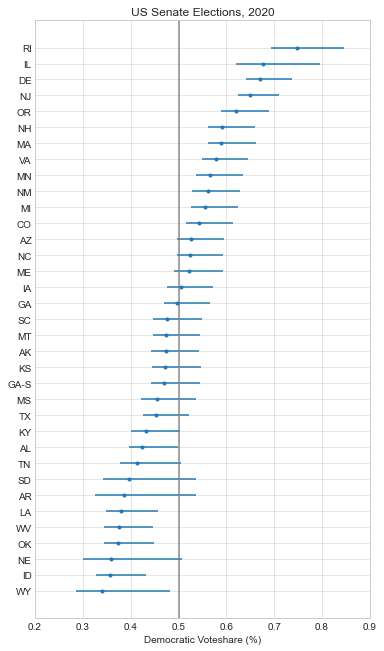 US Senate Elections, 2020
RI
IL
DE
NJ
OR
NH
MA
VA
MN
NM
MI
CO
AZ
NC
ME
IA
GA
SC
MT
AK
KS
GA-S
MS
TX
KY
AL
TN
SD
AR
LA
WV
OK
NE
ID
WY
0.2 0.3 0.4 0.5 0.6 0.7 0.8 0.9
Democratic Voteshare (%)